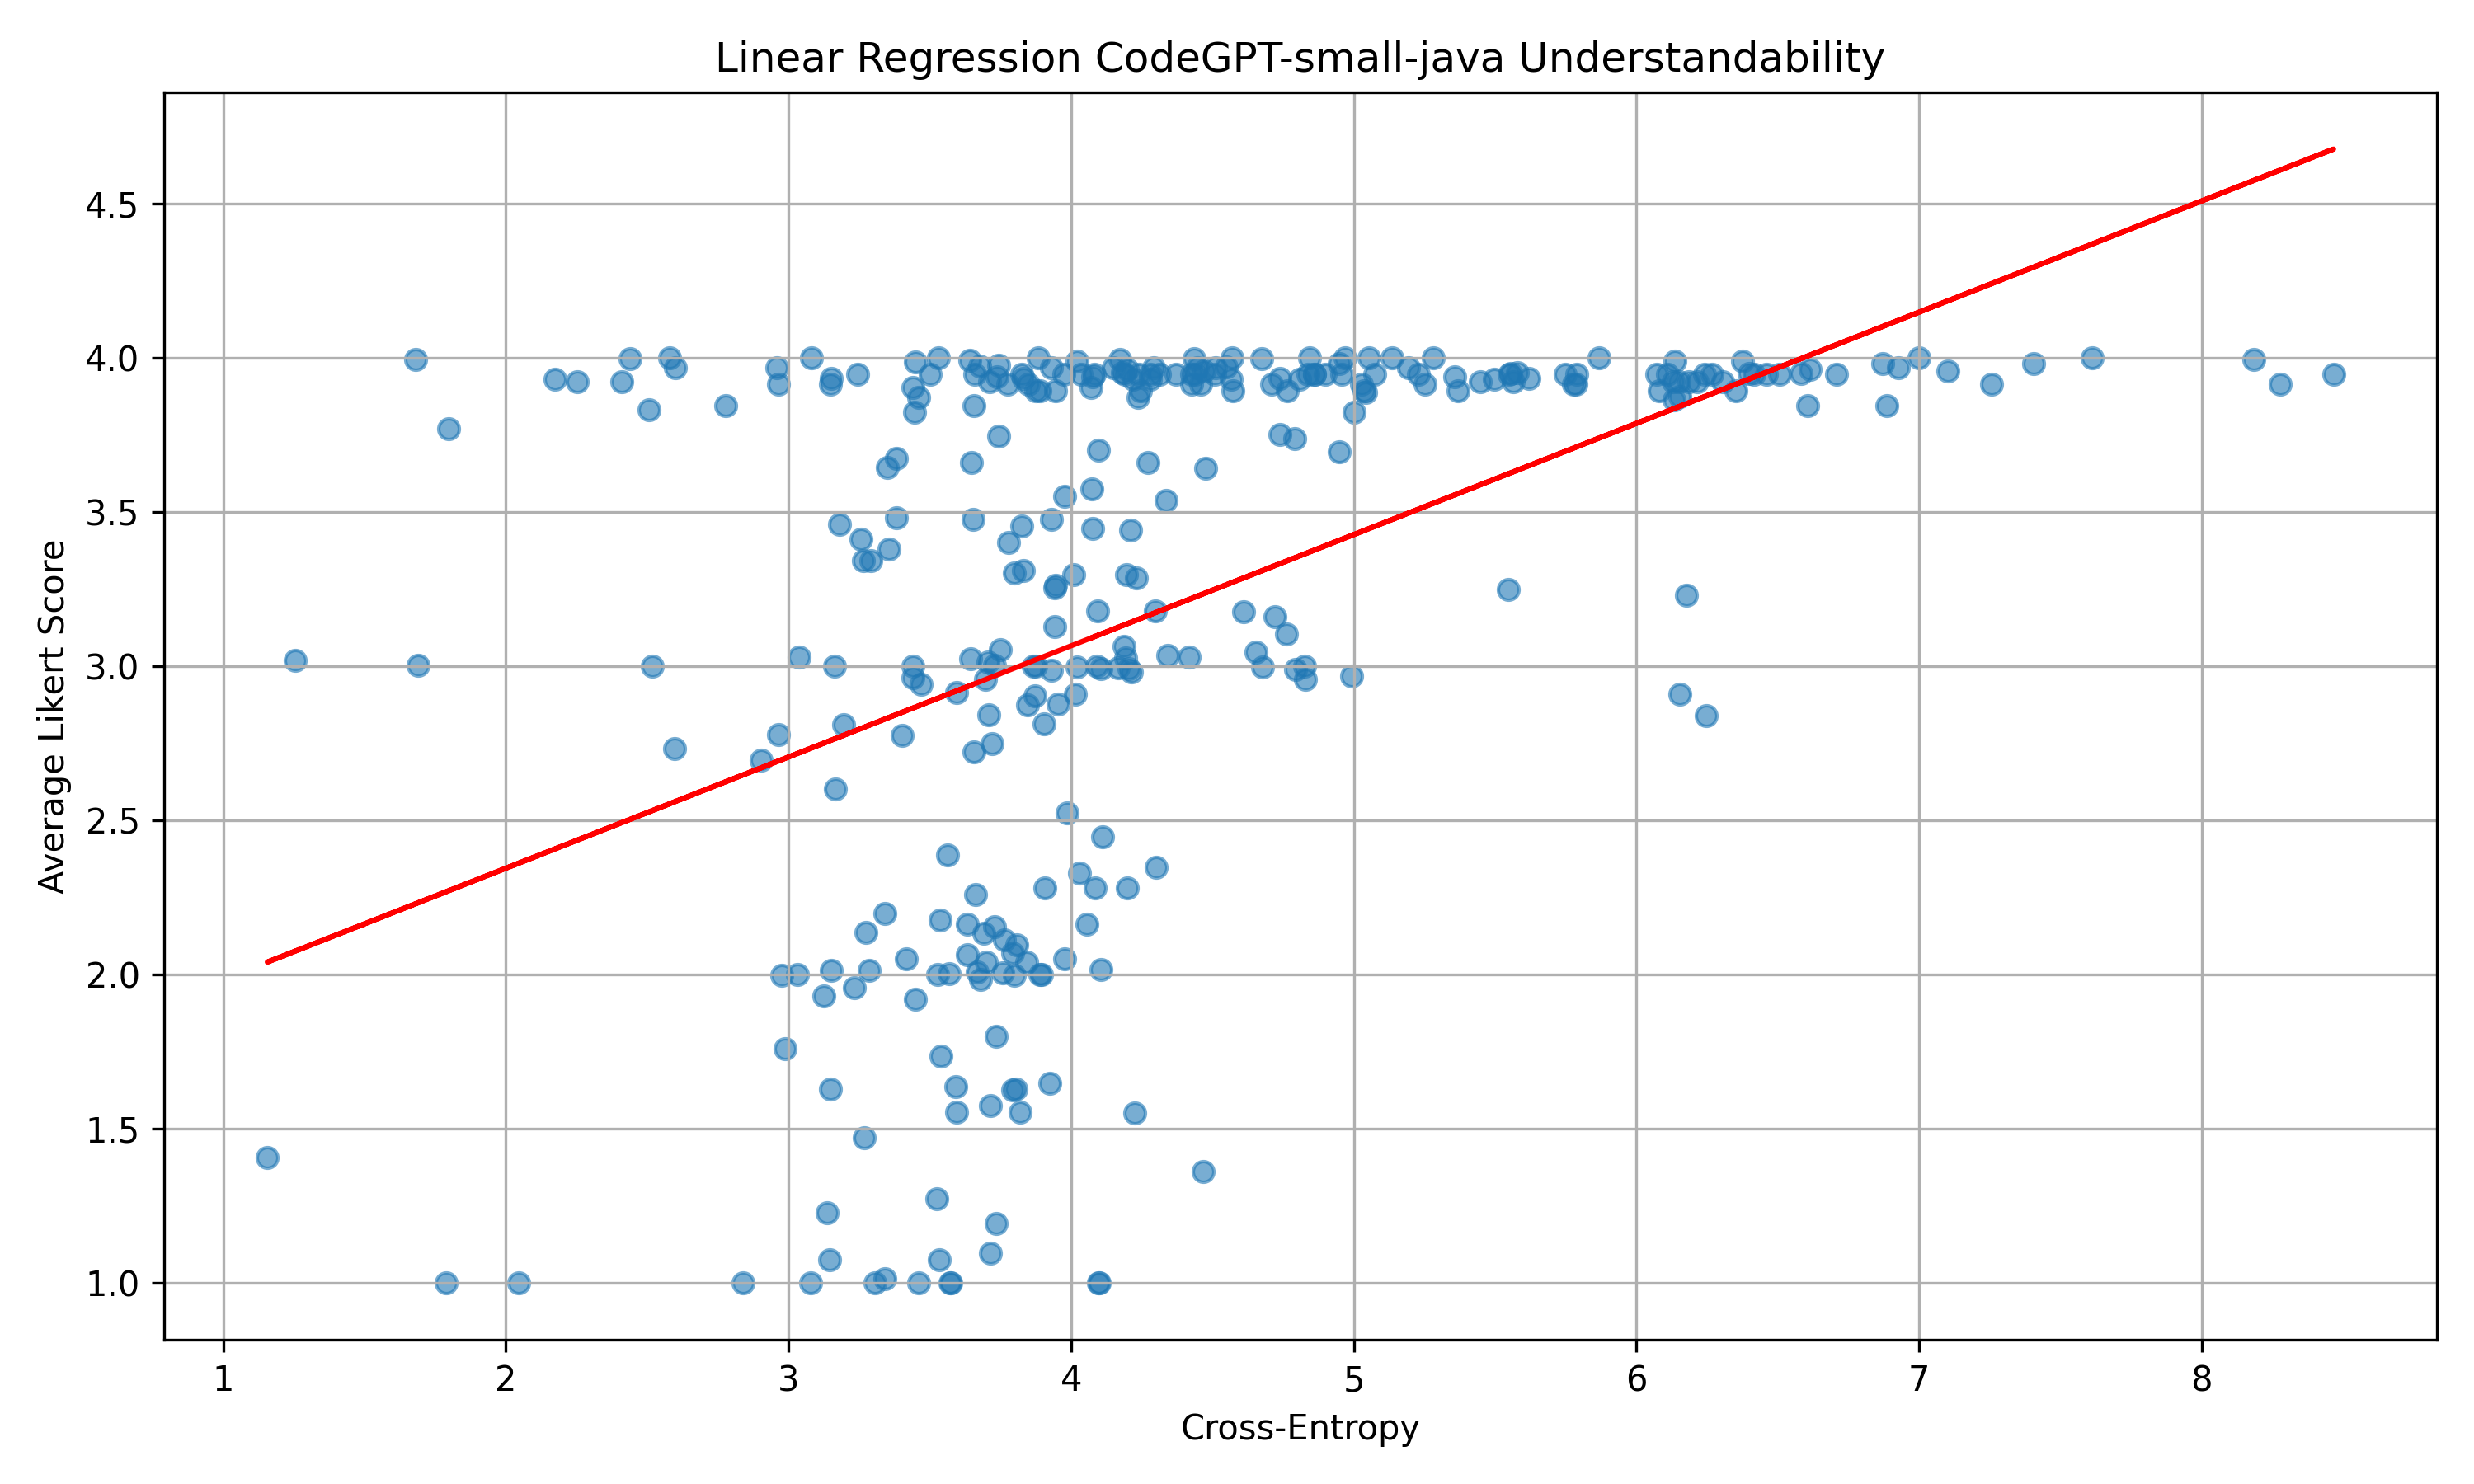 Linear Regression CodeGPT-small-java Understandability
Average Likert Score
4.5
4.0
3.5
3.0
2.5
2.0
1.5
1.0
1 2 3 4 5 6 7 8
Cross-Entropy